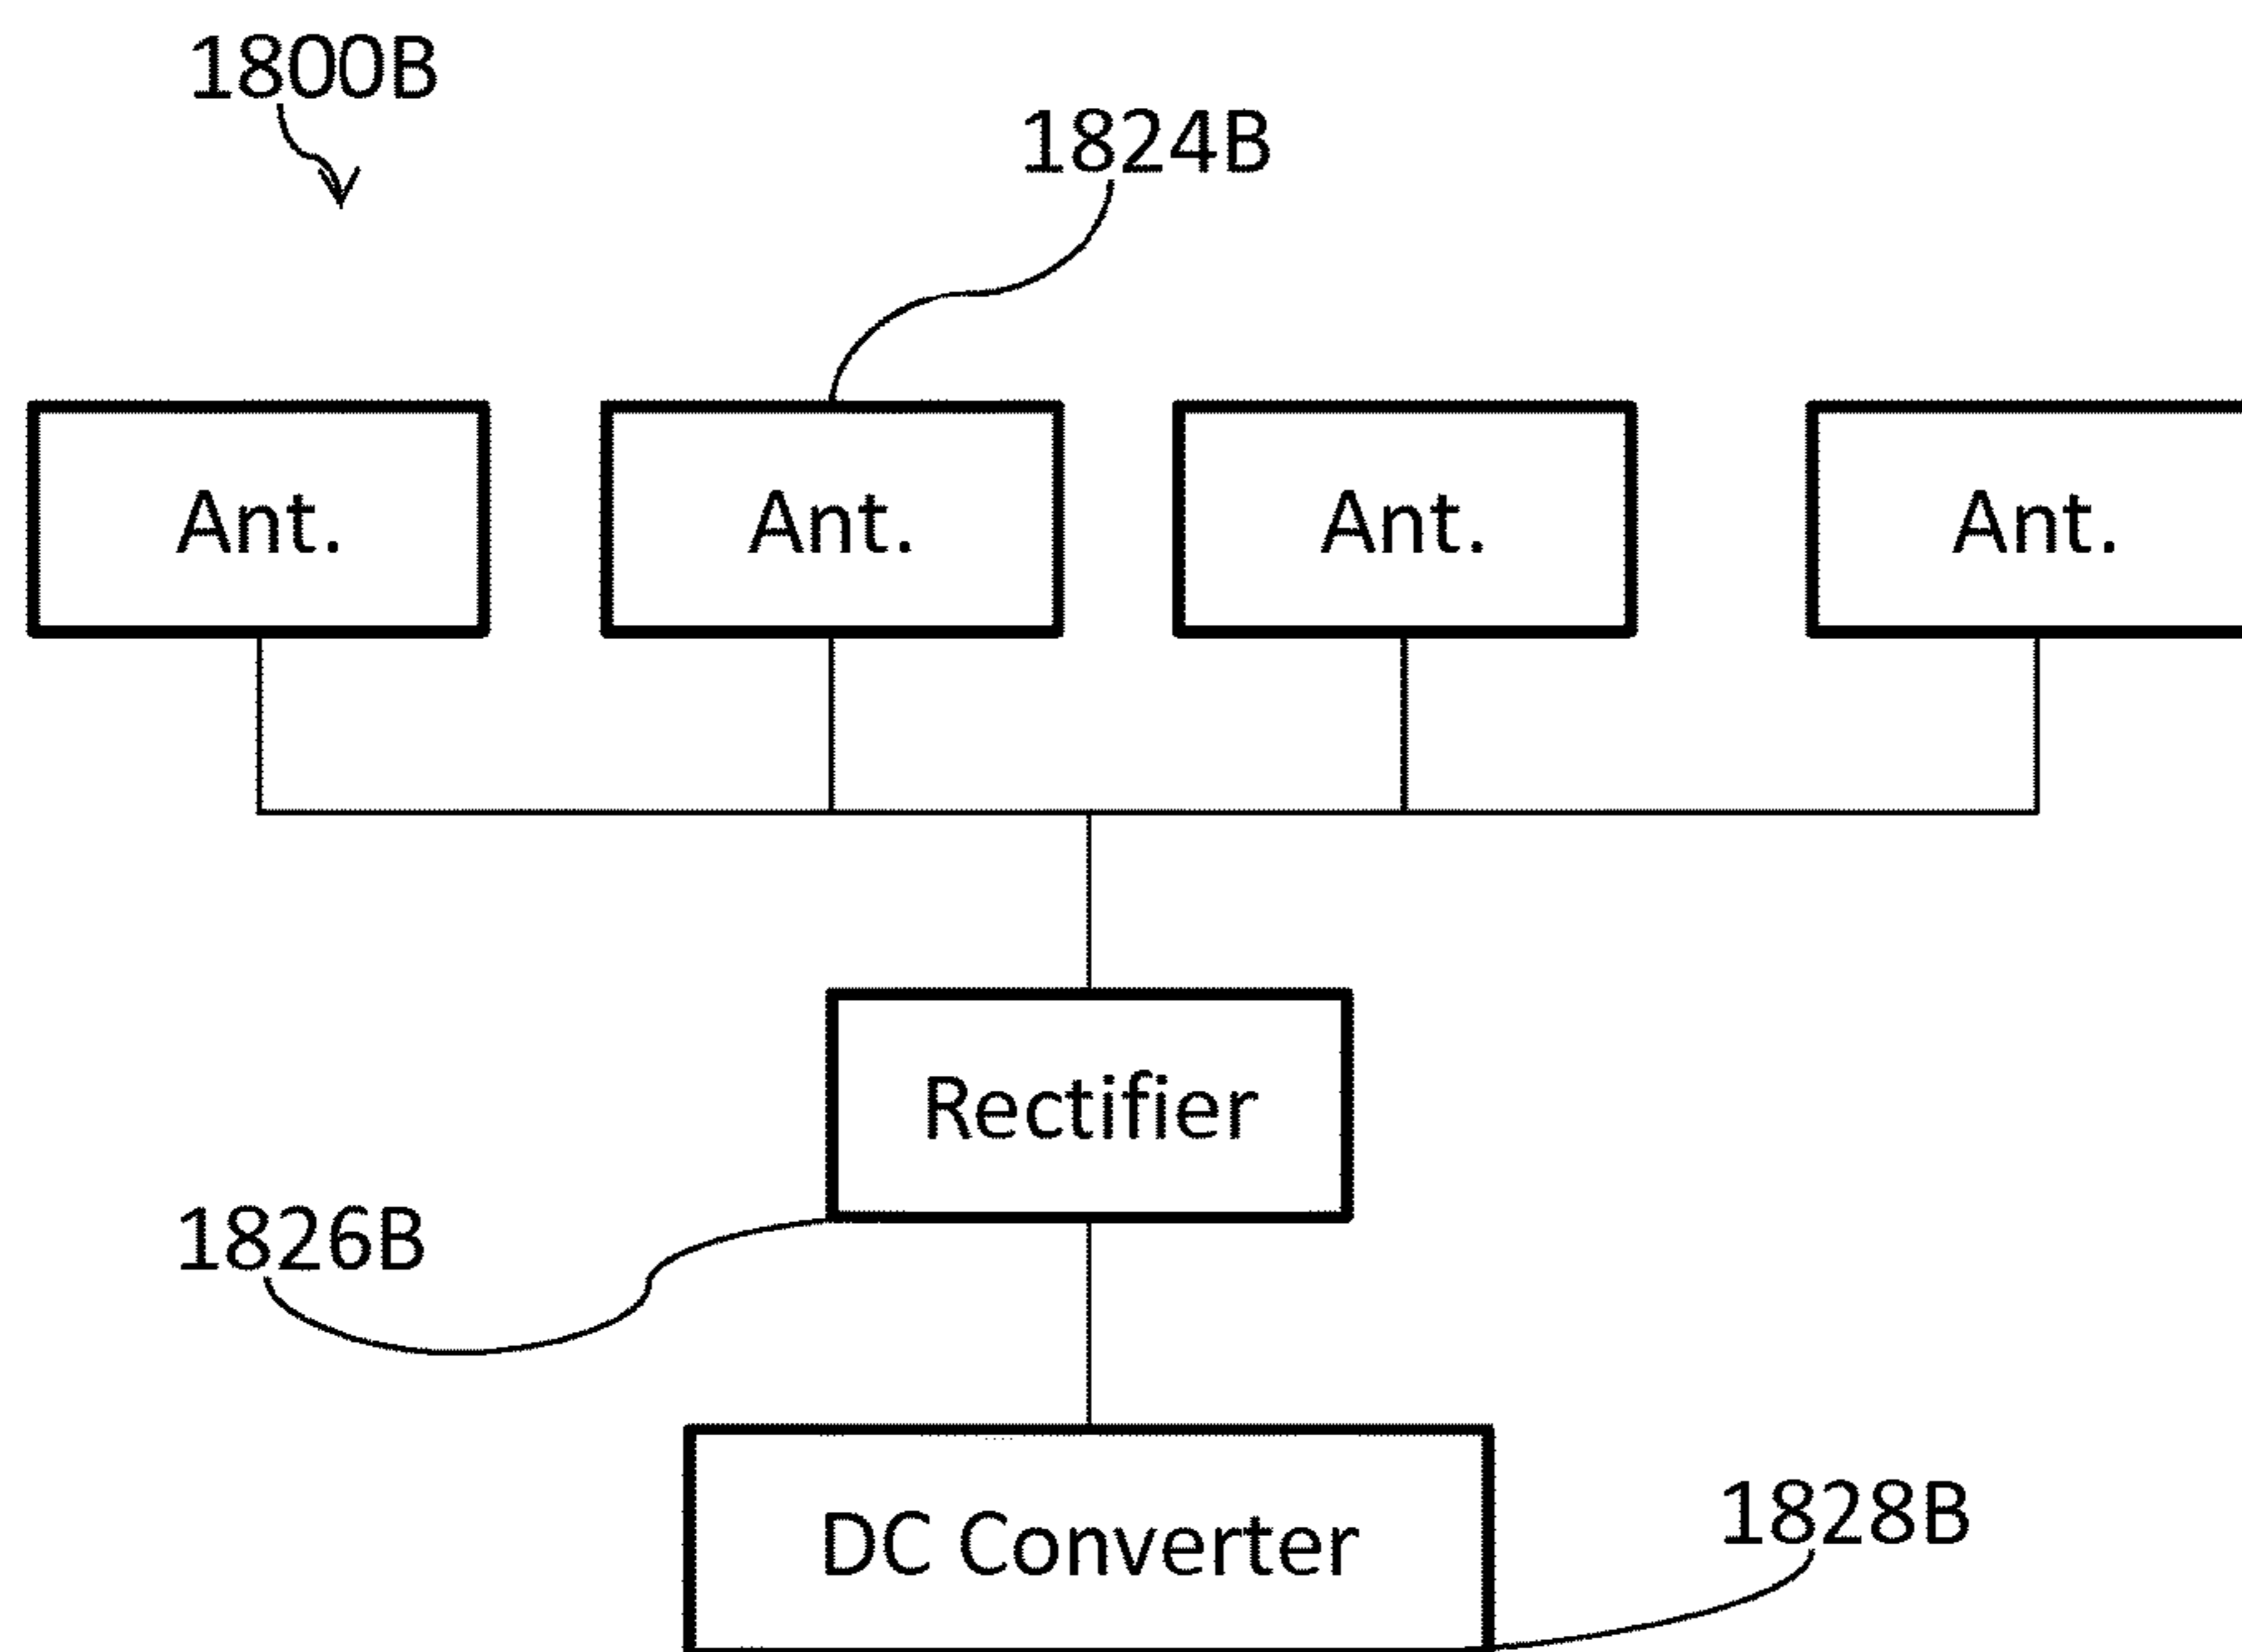 1800B
1824B
Ant. Ant. Ant. Ant.
Rectifier
1826B
DC Converter
1828B